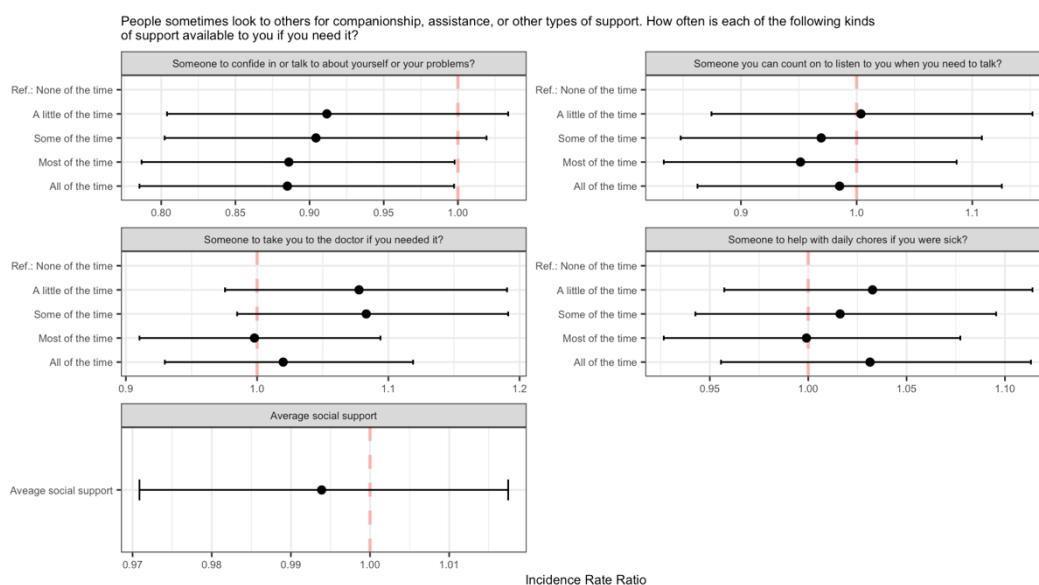 People sometimes look to others for companionship, assistance, or other types of support. How often is each of the following kinds
of support available to you if you need it?
Someone to confide in or talk to about yourself or your problems?
Ref.: None of the time
A little of the time
Some of the time
Most of the time
All of the time
0.80 0.85 0.90 0.95 1.00
Someone you can count on to listen to you when you need to talk?
Ref.: None of the time
A little of the time
Some of the time
Most of the time
All of the time
0.9 1.0 1.1
Someone to take you to the doctor if you needed it?
Ref.: None of the time
A little of the time
Some of the time
Most of the time
All of the time
0.9 1.0 1.1 1.2
Someone to help with daily chores if you were sick?
Ref.: None of the time
A little of the time
Some of the time
Most of the time
All of the time
0.95 1.00 1.05 1.10
Average social support
Aveage social support
0.97 0.98 0.99 1.00 1.01
Incidence Rate Ratio